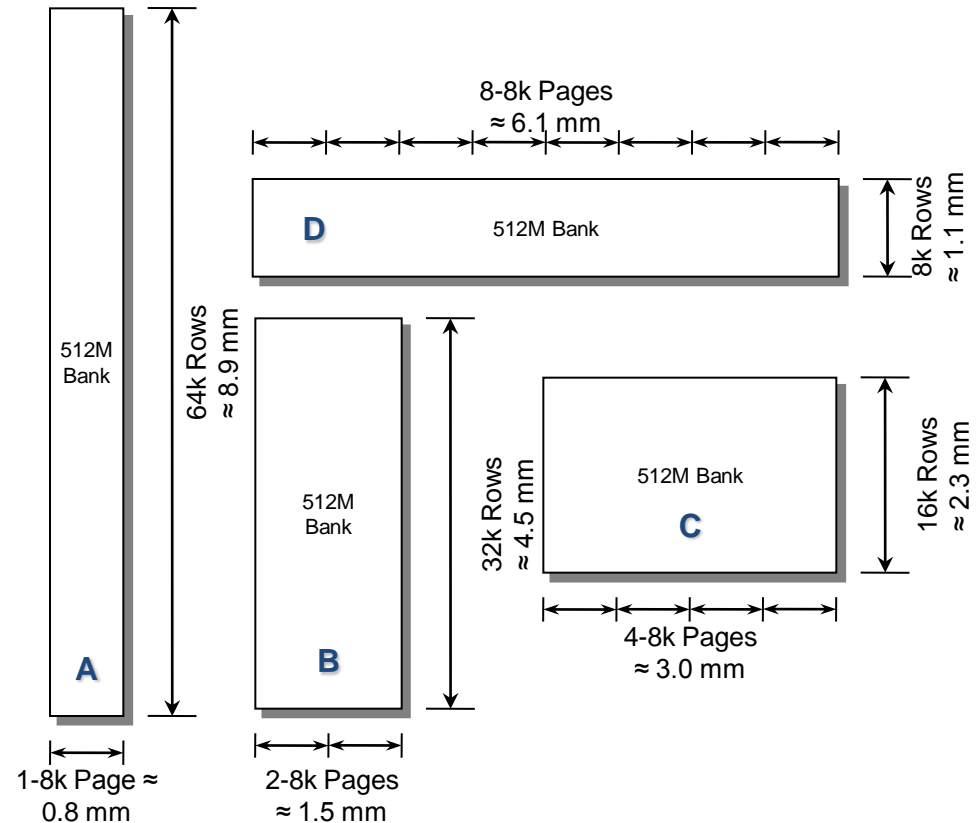 8-8k Pages
≈ 6.1 mm
D
512M Bank
8k Rows
≈ 1.1 mm
512M
Bank
A
64k Rows
≈ 8.9 mm
1-8k Page ≈
0.8 mm
512M
Bank
B
32k Rows
≈ 4.5 mm
2-8k Pages
≈ 1.5 mm
512M Bank
C
16k Rows
≈ 2.3 mm
4-8k Pages
≈ 3.0 mm